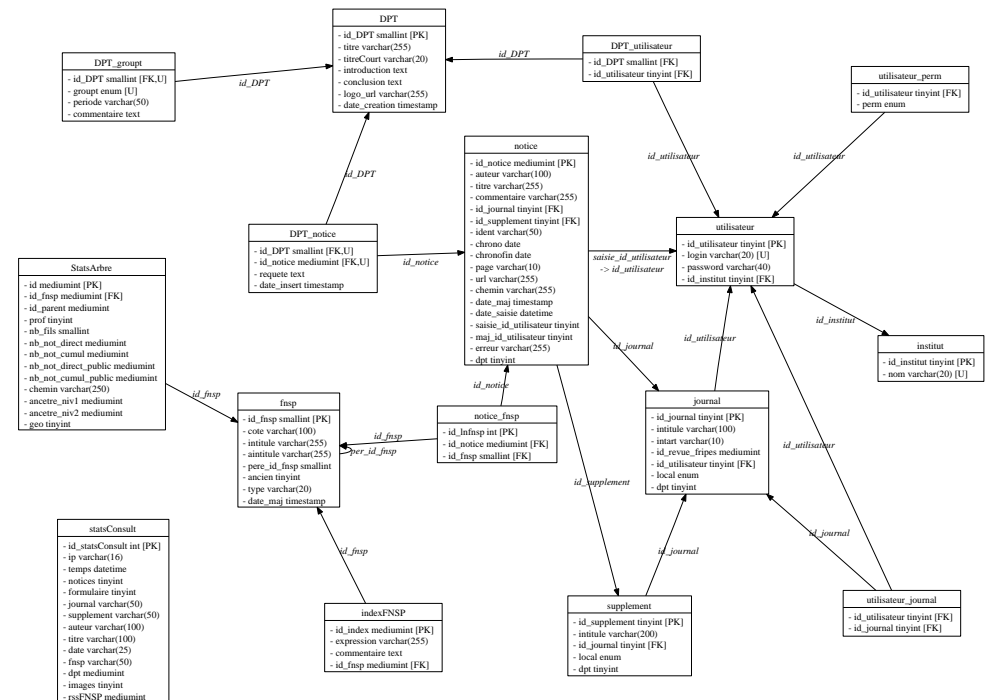 DPT
- id_DPT smallint [PK]
- titre varchar(255)
- titreCourt varchar(20)
- introduction text
- conclusion text
- logo_url varchar(255)
- date_creation timestamp
DPT_groupt
- id_DPT smallint [FK,U]
- groupt enum [U]
- periode varchar(50)
- commentaire text
id_DPT
DPT_utilisateur
- id_DPT smallint [FK]
- id_utilisateur tinyint [FK]
id_DPT
utilisateur_perm
- id_utilisateur tinyint [FK]
- perm enum
id_utilisateur
id_utilisateur
id_DPT
notice
- id_notice mediumint [PK]
- auteur varchar(100)
- titre varchar(255)
- commentaire varchar(255)
- id_journal tinyint [FK]
- id_supplement tinyint [FK]
- ident varchar(50)
- chrono date
- chronofin date
- page varchar(10)
- url varchar(255)
- chemin varchar(255)
- date_maj timestamp
- date_saisie datetime
- saisie_id_utilisateur tinyint
- maj_id_utilisateur tinyint
- erreur varchar(255)
- dpt tinyint
DPT_notice
- id_DPT smallint [FK,U]
- id_notice mediumint [FK,U]
- requete text
- date_insert timestamp
id_notice
saisie_id_utilisateur
-> id_utilisateur
utilisateur
- id_utilisateur tinyint [PK]
- login varchar(20) [U]
- password varchar(40)
- id_institut tinyint [FK]
id_institut
institut
- id_institut tinyint [PK]
- nom varchar(20) [U]
StatsArbre
- id mediumint [PK]
- id_fnsp mediumint [FK]
- id_parent mediumint
- prof tinyint
- nb_fils smallint
- nb_not_direct mediumint
- nb_not_cumul mediumint
- nb_not_direct_public mediumint
- nb_not_cumul_public mediumint
- chemin varchar(250)
- ancetre_niv1 mediumint
- ancetre_niv2 mediumint
- geo tinyint
id_fnsp
fnsp
- id_fnsp smallint [PK]
- cote varchar(100)
- intitule varchar(255)
- aintitule varchar(255)
- pere_id_fnsp smallint
- ancien tinyint
- type varchar(20)
- date_maj timestamp
id_fnsp
per_id_fnsp
id_notice
notice_fnsp
- id_lnfnsp int [PK]
- id_notice mediumint [FK]
- id_fnsp smallint [FK]
id_journal
id_utilisateur
journal
- id_journal tinyint [PK]
- intitule varchar(100)
- intart varchar(10)
- id_revue_fripes mediumint
- id_utilisateur tinyint [FK]
- local enum
- dpt tinyint
id_utilisateur
id_supplement
id_journal
id_journal
id_fnsp
statsConsult
- id_statsConsult int [PK]
- ip varchar(16)
- temps datetime
- notices tinyint
- formulaire tinyint
- journal varchar(50)
- supplement varchar(50)
- auteur varchar(100)
- titre varchar(100)
- date varchar(25)
- fnsp varchar(50)
- dpt mediumint
- images tinyint
- rssFNSP mediumint
indexFNSP
- id_index mediumint [PK]
- expression varchar(255)
- commentaire text
- id_fnsp mediumint [FK]
supplement
- id_supplement tinyint [PK]
- intitule varchar(200)
- id_journal tinyint [FK]
- local enum
- dpt tinyint
utilisateur_journal
- id_utilisateur tinyint [FK]
- id_journal tinyint [FK]